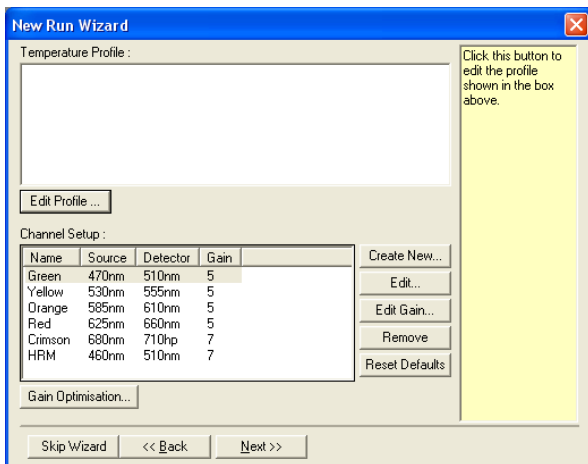 New Run Wizard
Temperature Profile :
Click this button to
edit the profile
shown in the box
above.
Edit Profile ...
Channel Setup :
Name Source Detector Gain
Green 470nm 510nm 5
Yellow 530nm 555nm 5
Orange 585nm 610nm 5
Red 625nm 660nm 5
Crimson 680nm 710hp 7
HRM 460nm 510nm 7
Create New...
Edit...
Edit Gain...
Remove
Reset Defaults
Gain Optimisation...
Skip Wizard << Back Next >>